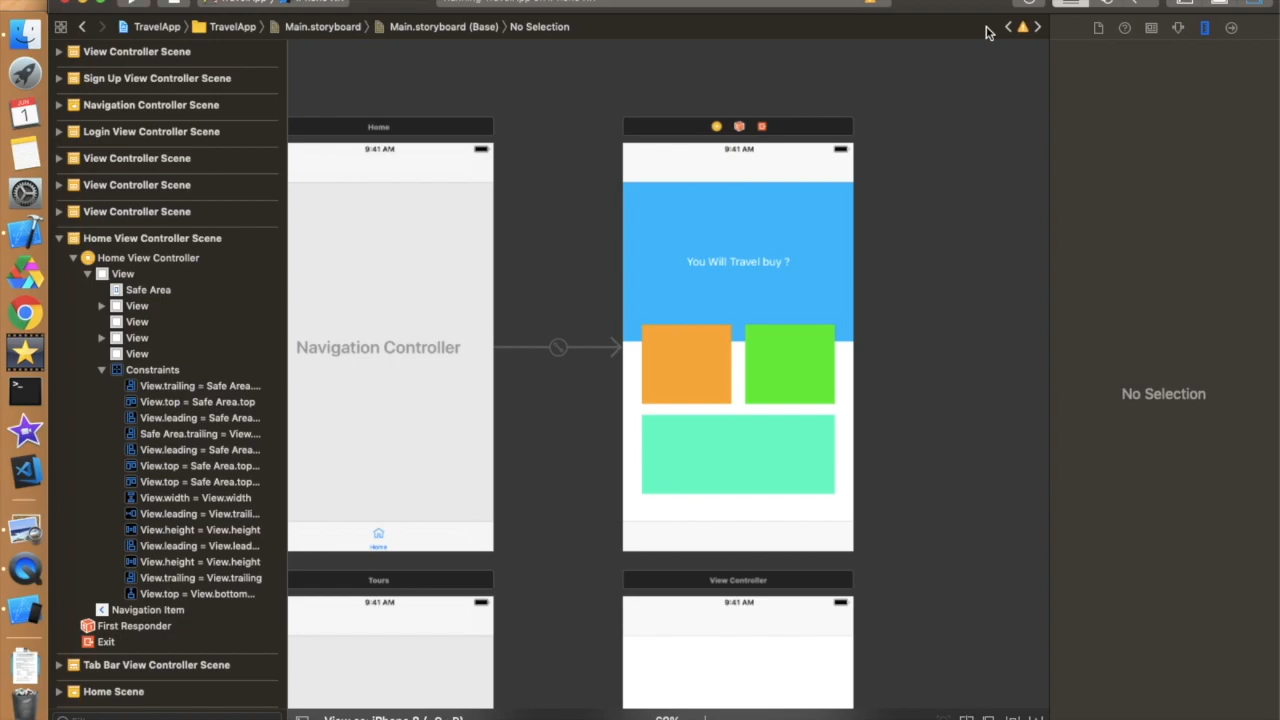 TravelApp
TravelApp
Main.storyboard
Main.storyboard (Base)
No Selection
View Controller Scene
Sign Up View Controller Scene
Navigation Controller Scene
Login View Controller Scene
View Controller Scene
View Controller Scene
View Controller Scene
Home View Controller Scene
Home View Controller
View
Safe Area
View
View
View
View
Constraints
View.trailing = Safe Area....
View.top = Safe Area.top
View.leading = Safe Area...
Safe Area.trailing = View....
View.leading = Safe Area...
View.top = Safe Area.top...
View.top = Safe Area.top...
View.width = View.width
View.leading = View.traili...
View.height = View.height
View.leading = View.lead...
View.height = View.height
View.trailing = View.trailing
View.top = View.bottom...
Navigation Item
First Responder
Exit
Tab Bar View Controller Scene
Home Scene
Home
9:41 AM
Navigation Controller
Home
9:41 AM
You Will Travel buy ?
Tours
9:41 AM
View Controller
9:41 AM
No Selection
JUN
1